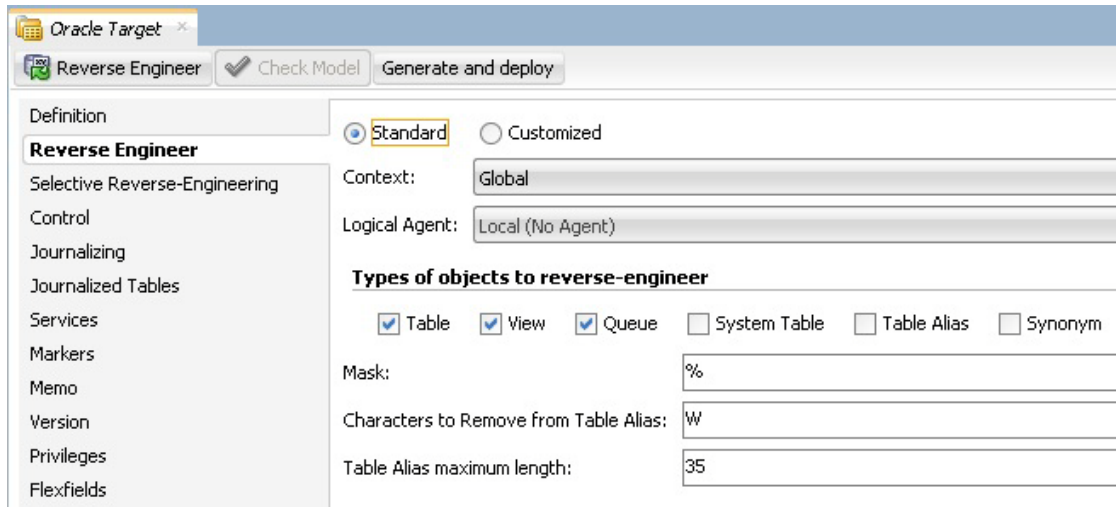 Oracle Target
Reverse Engineer Check Model Generate and deploy
Definition
Reverse Engineer
Selective Reverse-Engineering
Control
Journalizing
Journalized Tables
Services
Markers
Memo
Version
Privileges
Flexfields
Standard Customized
Context: Global
Logical Agent: Local (No Agent)
Types of objects to reverse-engineer
Table View Queue System Table Table Alias Synonym
Mask: %
Characters to Remove from Table Alias: W
Table Alias maximum length: 35